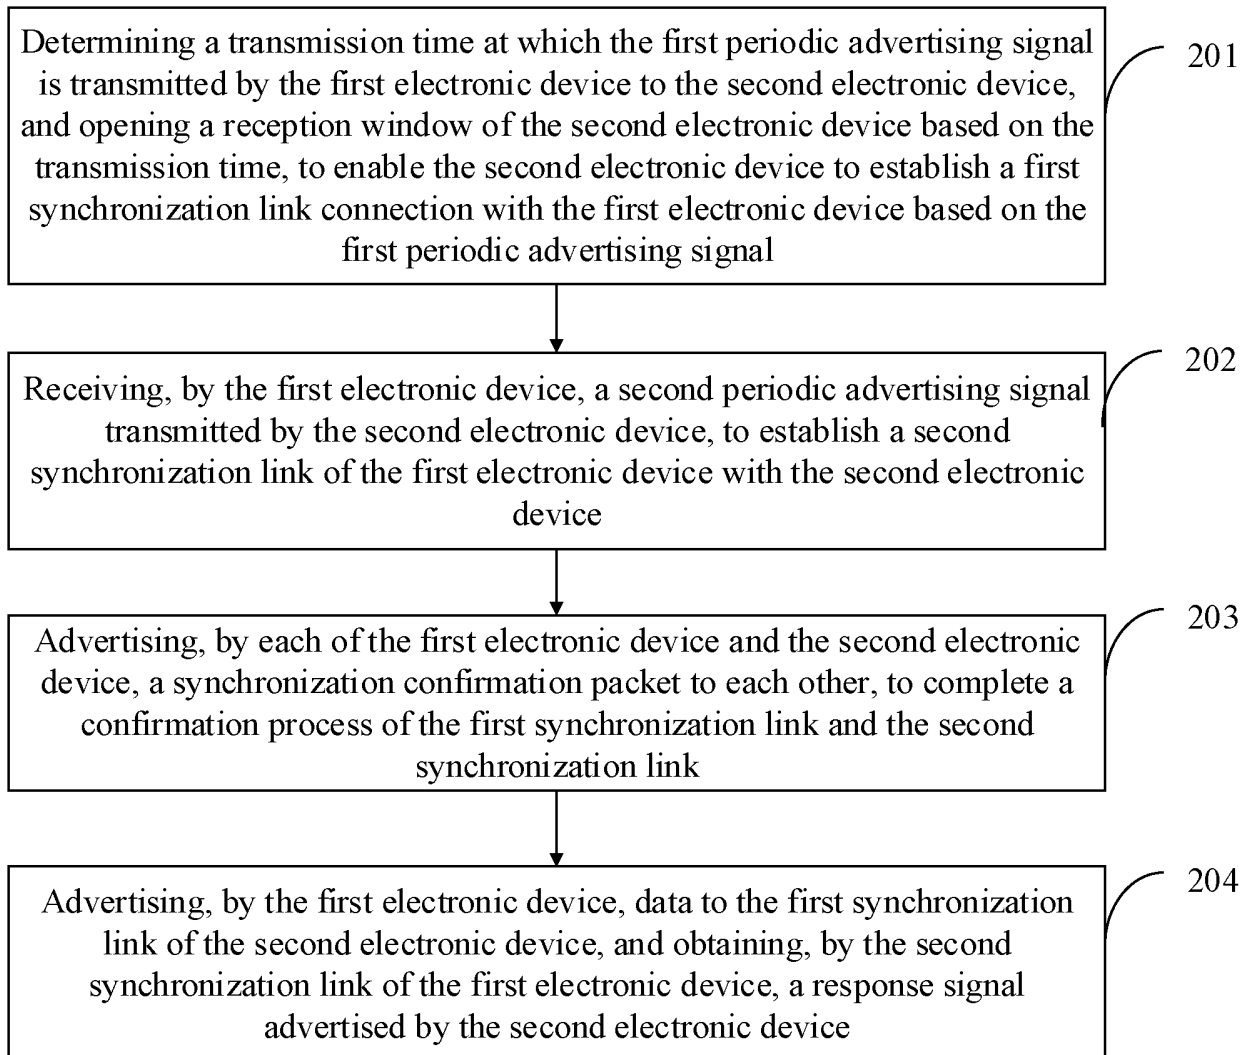 Determining a transmission time at which the first periodic advertising signal
is transmitted by the first electronic device to the second electronic device,
and opening a reception window of the second electronic device based on the
transmission time, to enable the second electronic device to establish a first
synchronization link connection with the first electronic device based on the
first periodic advertising signal
201
Receiving, by the first electronic device, a second periodic advertising signal
transmitted by the second electronic device, to establish a second
synchronization link of the first electronic device with the second electronic
device
202
Advertising, by each of the first electronic device and the second electronic
device, a synchronization confirmation packet to each other, to complete a
confirmation process of the first synchronization link and the second
synchronization link
203
Advertising, by the first electronic device, data to the first synchronization
link of the second electronic device, and obtaining, by the second
synchronization link of the first electronic device, a response signal
advertised by the second electronic device
204